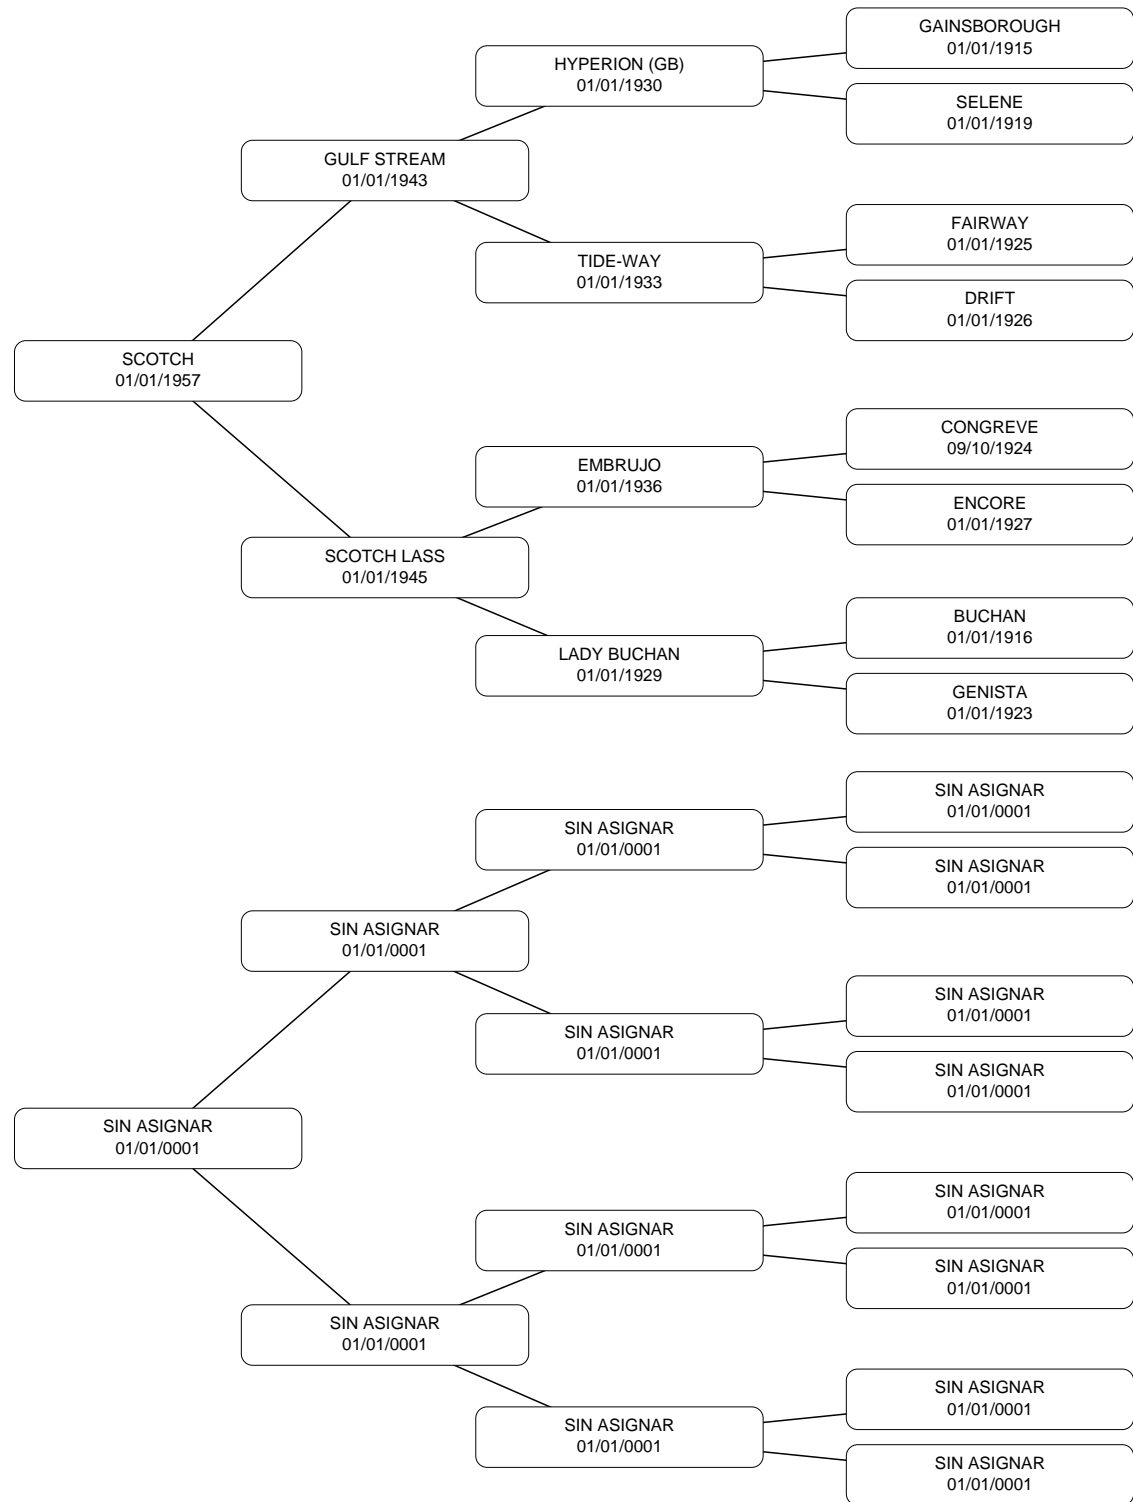 GAINSBOROUGH
01/01/1915
HYPERION (GB)
01/01/1930
SELENE
01/01/1919
GULF STREAM
01/01/1943
FAIRWAY
01/01/1925
TIDE-WAY
01/01/1933
DRIFT
01/01/1926
SCOTCH
01/01/1957
CONGREVE
09/10/1924
EMBRUJO
01/01/1936
ENCORE
01/01/1927
SCOTCH LASS
01/01/1945
BUCHAN
01/01/1916
LADY BUCHAN
01/01/1929
GENISTA
01/01/1923
SIN ASIGNAR
01/01/0001
SIN ASIGNAR
01/01/0001
SIN ASIGNAR
01/01/0001
SIN ASIGNAR
01/01/0001
SIN ASIGNAR
01/01/0001
SIN ASIGNAR
01/01/0001
SIN ASIGNAR
01/01/0001
SIN ASIGNAR
01/01/0001
SIN ASIGNAR
01/01/0001
SIN ASIGNAR
01/01/0001
SIN ASIGNAR
01/01/0001
SIN ASIGNAR
01/01/0001
SIN ASIGNAR
01/01/0001
SIN ASIGNAR
01/01/0001
SIN ASIGNAR
01/01/0001